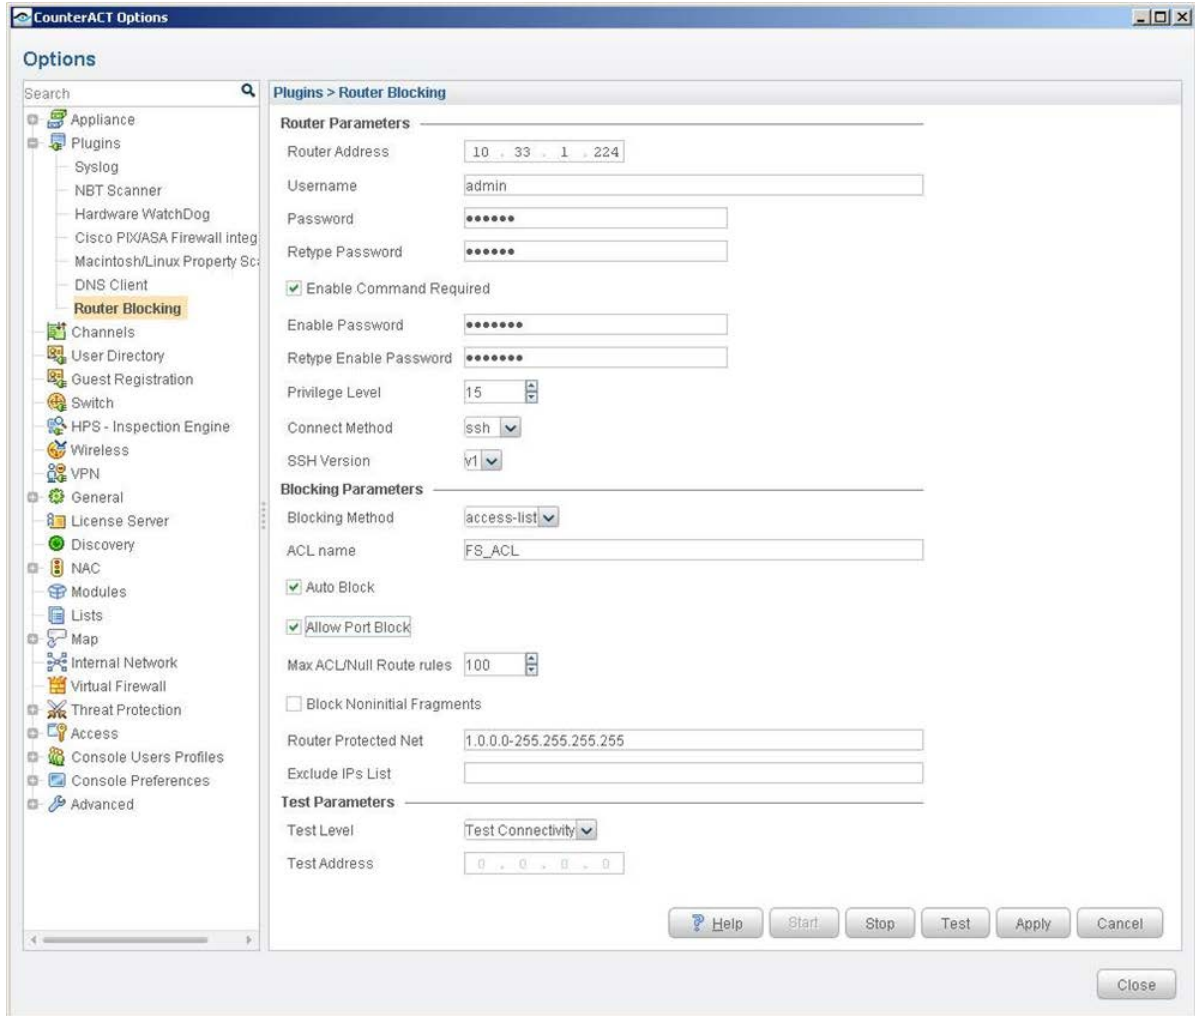 CounterACT Options
Options
Search
Appliance
Plugins
Syslog
NBT Scanner
Hardware WatchDog
Cisco PIX/ASA Firewall integ
Macintosh/Linux Property Sca
DNS Client
Router Blocking
Channels
User Directory
Guest Registration
Switch
HPS - Inspection Engine
Wireless
VPN
General
License Server
Discovery
NAC
Modules
Lists
Map
Internal Network
Virtual Firewall
Threat Protection
Access
Console Users Profiles
Console Preferences
Advanced
Plugins > Router Blocking
Router Parameters
Router Address 10 . 33 . 1 . 224
Username admin
Password ••••••
Retype Password ••••••
Enable Command Required
Enable Password •••••••
Retype Enable Password •••••••
Privilege Level 15
Connect Method ssh
SSH Version v1
Blocking Parameters
Blocking Method access-list
ACL name FS_ACL
Auto Block
Allow Port Block
Max ACL/Null Route rules 100
Block Noninitial Fragments
Router Protected Net 1.0.0.0-255.255.255.255
Exclude IPs List
Test Parameters
Test Level Test Connectivity
Test Address 0 . 0 . 0 . 0
? Help Start Stop Test Apply Cancel
Close